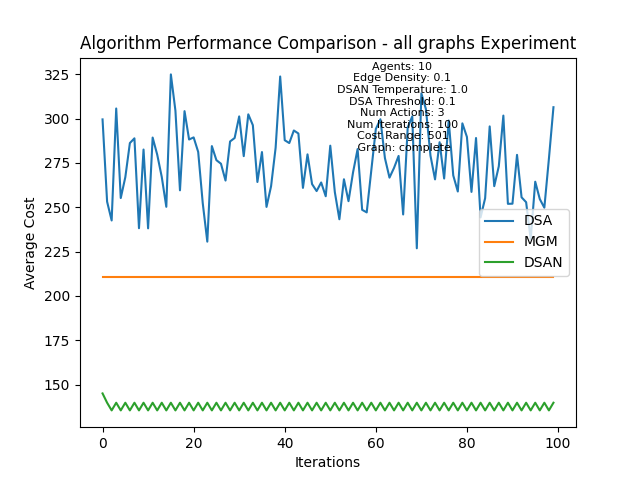 Algorithm Performance Comparison - all graphs Experiment
Agents: 10
Edge Density: 0.1
DSAN Temperature: 1.0
DSA Threshold: 0.1
Num Actions: 3
Num Iterations: 100
Cost Range: 501
Graph: complete
325
300
275
250
225
200
175
150
Average Cost
DSA
MGM
DSAN
0
20
40
60
80
100
Iterations